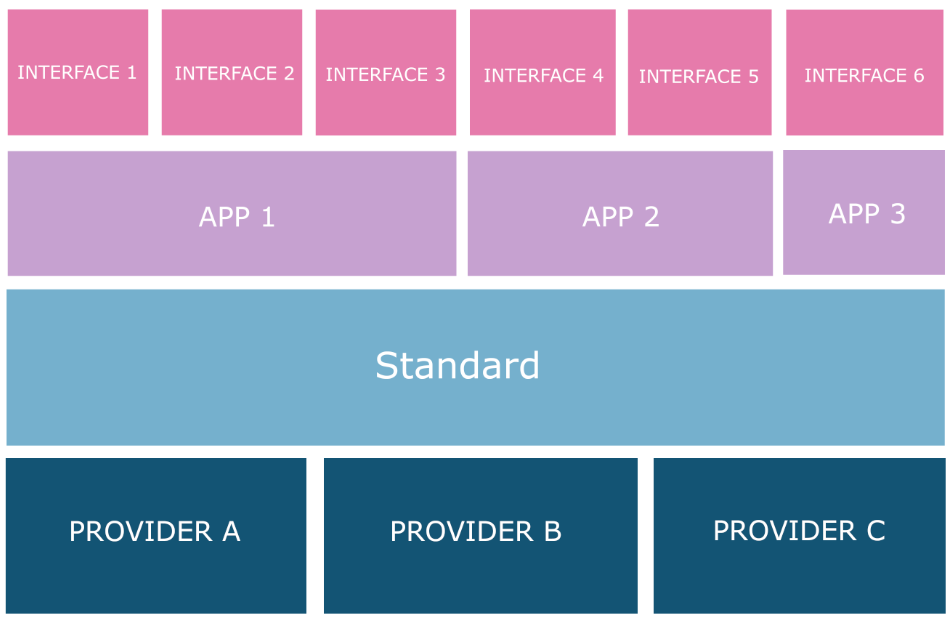 INTERFACE 1
INTERFACE 2
INTERFACE 3
INTERFACE 4
INTERFACE 5
INTERFACE 6
APP 1
APP 2
APP 3
Standard
PROVIDER A
PROVIDER B
PROVIDER C